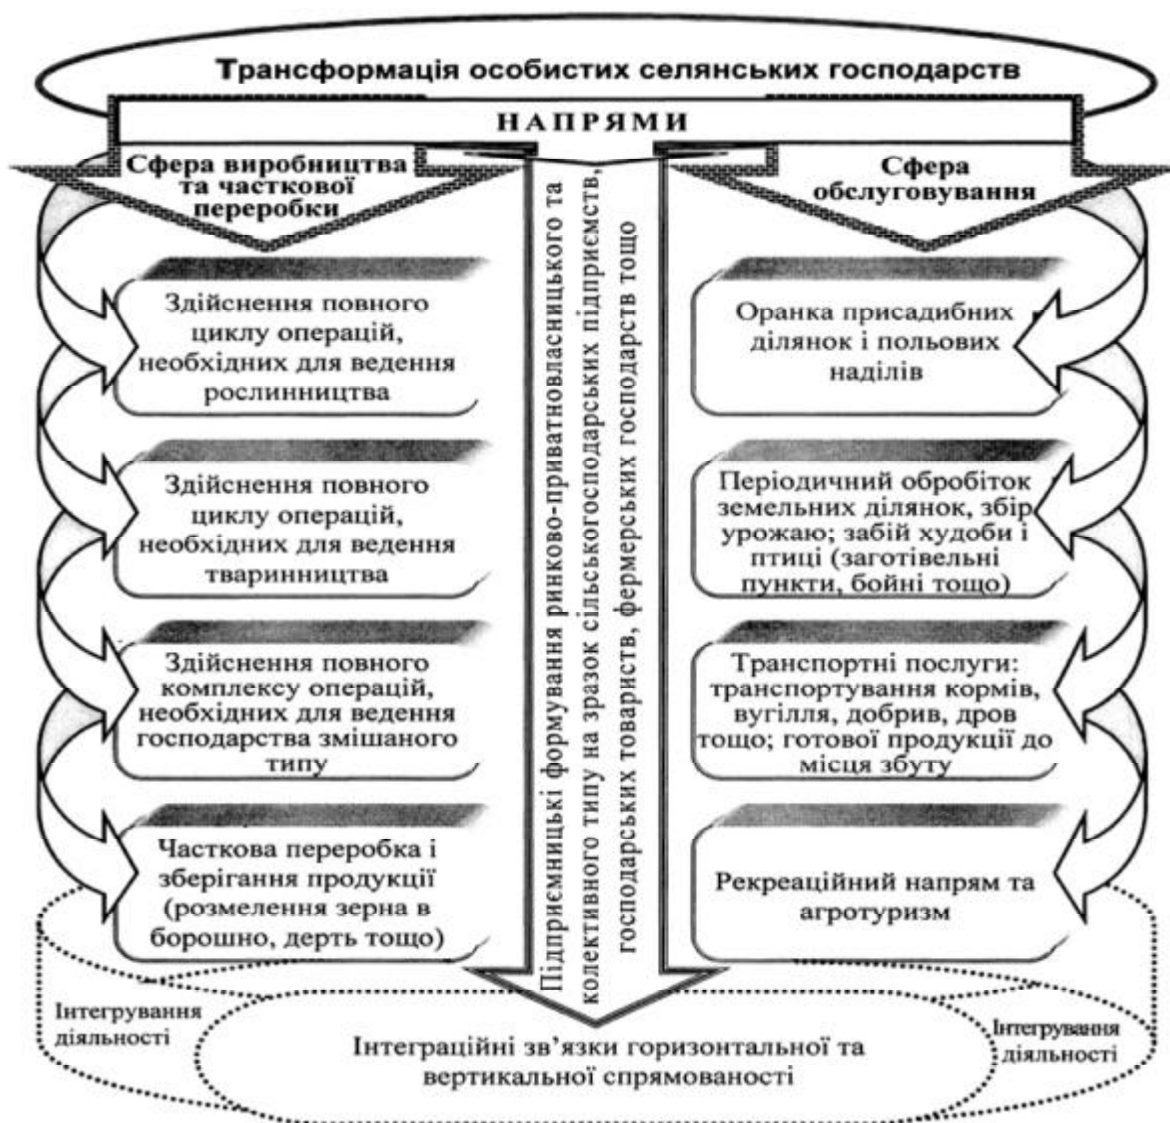 Трансформація особистих селянських господарств
НАПРЯМИ
Сфера виробництва
та часткової
переробки
Здійснення повного
циклу операцій,
необхідних для ведення
рослинництва
Здійснення повного
циклу операцій,
необхідних для ведення
тваринництва
Здійснення повного
комплексу операцій,
необхідних для ведення
господарства змішаного
типу
Часткова переробка і
зберігання продукції
(розмелення зерна в
борошно, дерть тощо)
Підприємницькі формування ринково-приватновласницького та
колективного типу на зразок сільськогосподарських підприємств,
господарських товариств, фермерських господарств тощо
Сфера
обслуговування
Оранка присадибних
ділянок і польових
наділів
Періодичний обробіток
земельних ділянок, збір
урожаю; забій худоби і
птиці (заготівельні
пункти, бойні тощо)
Транспортні послуги:
транспортування кормів,
вугілля, добрив, дров
тощо; готової продукції до
місця збуту
Рекреаційний напрям та
агротуризм
Інтегрування
діяльності
Інтеграційні зв’язки горизонтальної та
вертикальної спрямованості
Інтегрування
діяльності